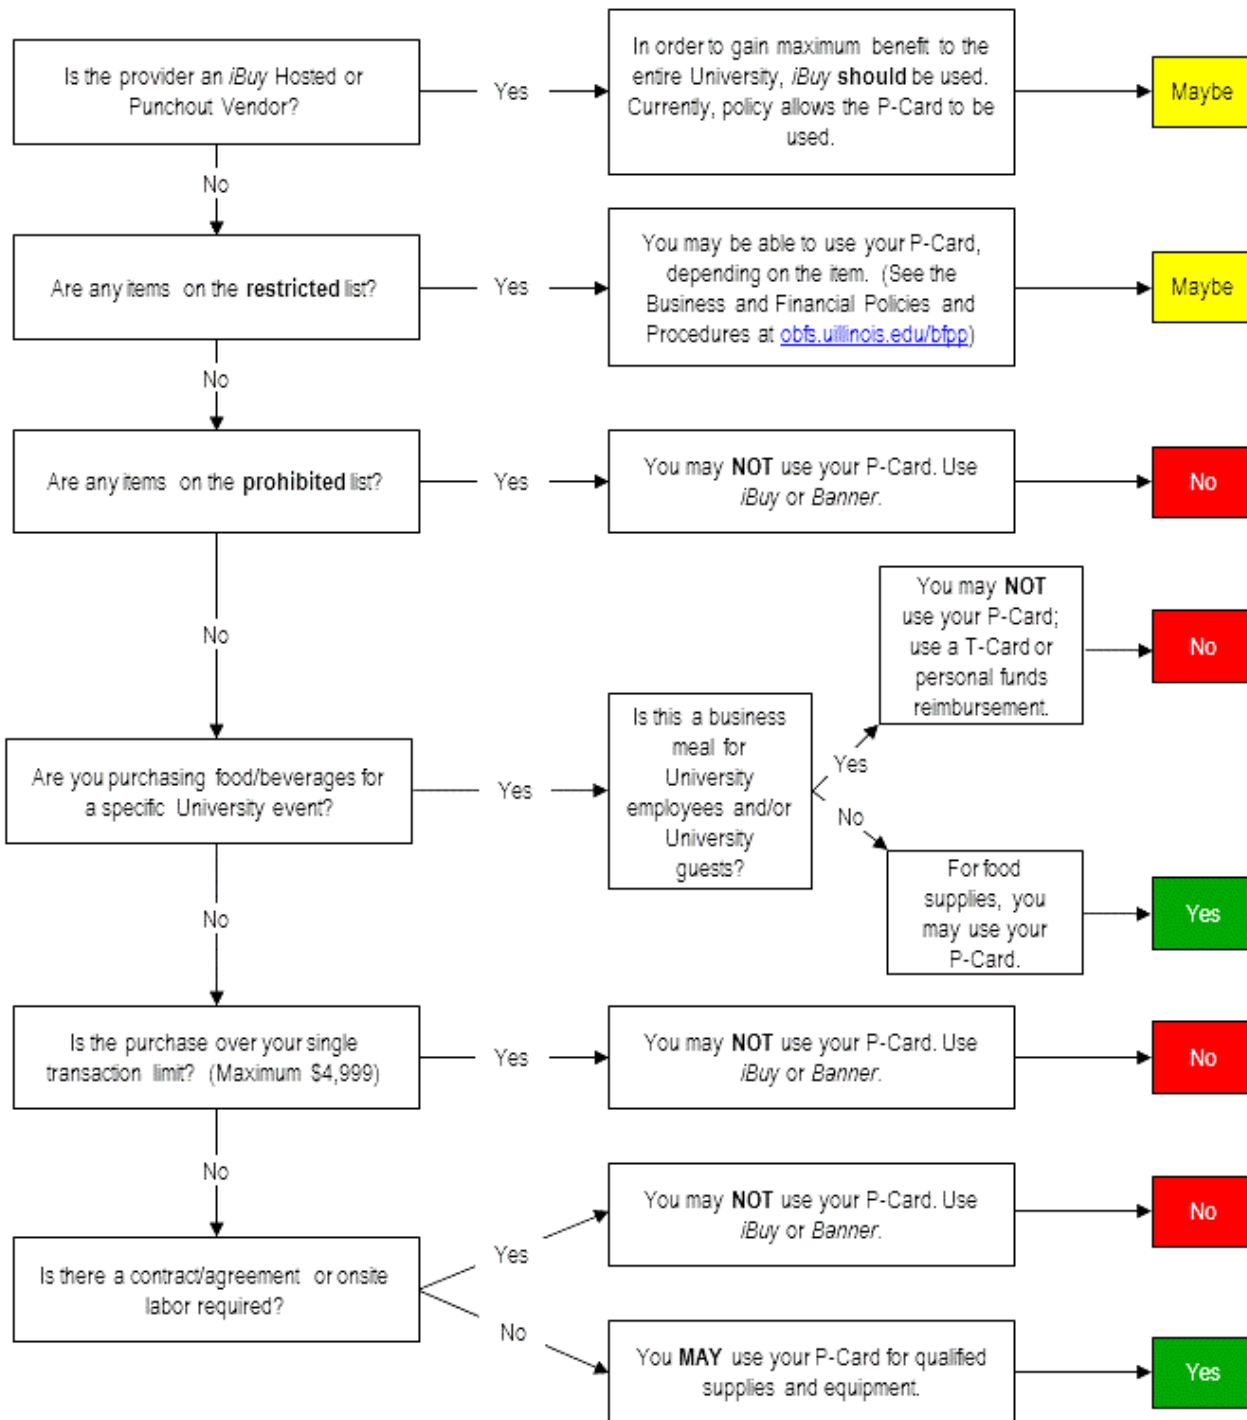 Is the provider an iBuy Hosted or
Punchout Vendor?
Yes
In order to gain maximum benefit to the
entire University, iBuy should be used.
Currently, policy allows the P-Card to be
used.
Maybe
No
Are any items on the restricted list?
Yes
You may be able to use your P-Card,
depending on the item. (See the
Business and Financial Policies and
Procedures at obfs.uillinois.edu/bfpp)
Maybe
No
Are any items on the prohibited list?
Yes
You may NOT use your P-Card. Use
iBuy or Banner.
No
No
Are you purchasing food/beverages for
a specific University event?
Yes
Is this a business
meal for
University
employees and/or
University
guests?
Yes
You may NOT
use your P-Card;
use a T-Card or
personal funds
reimbursement.
No
No
For food
supplies, you
may use your
P-Card.
Yes
No
Is the purchase over your single
transaction limit? (Maximum $4,999)
Yes
You may NOT use your P-Card. Use
iBuy or Banner.
No
No
Is there a contract/agreement or onsite
labor required?
Yes
You may NOT use your P-Card. Use
iBuy or Banner.
No
No
You MAY use your P-Card for qualified
supplies and equipment.
Yes